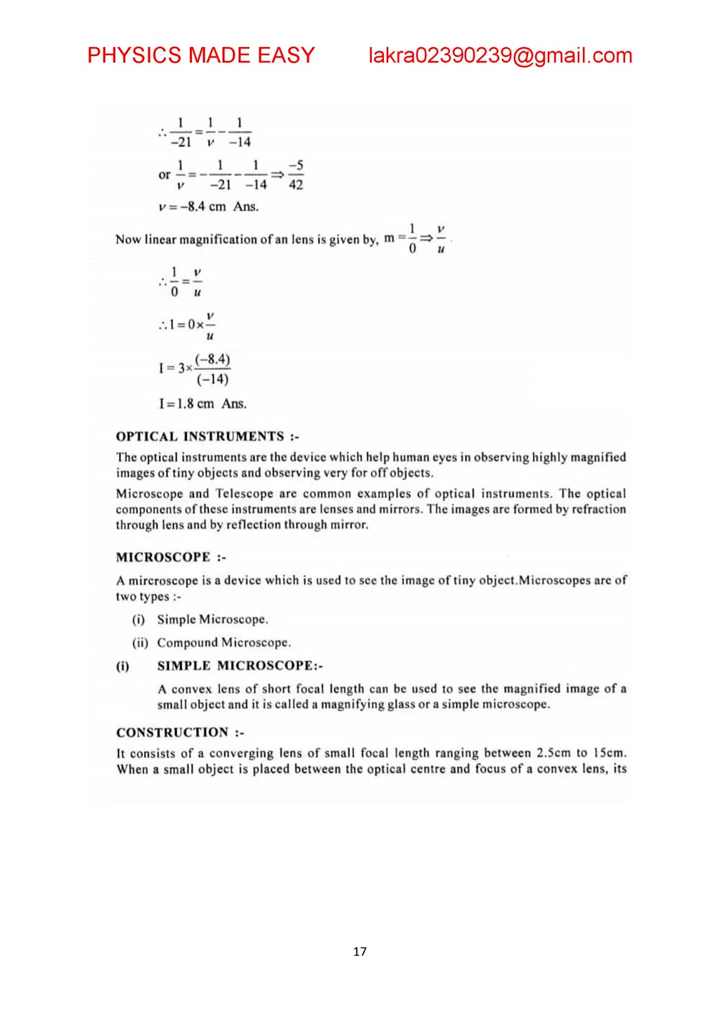 PHYSICS MADE EASY lakra02390239@gmail.com
∴ 1/-21 = 1/ν - 1/-14
or 1/ν = - 1/-21 - 1/-14 ⇒ -5/42
ν = -8.4 cm Ans.
Now linear magnification of an lens is given by, m = 1/0 ⇒ ν/u .
∴ 1/0 = ν/u
∴ 1 = 0× ν/u
I = 3× (-8.4)/(-14)
I = 1.8 cm Ans.
OPTICAL INSTRUMENTS :-
The optical instruments are the device which help human eyes in observing highly magnified
images of tiny objects and observing very for off objects.
Microscope and Telescope are common examples of optical instruments. The optical
components of these instruments are lenses and mirrors. The images are formed by refraction
through lens and by reflection through mirror.
MICROSCOPE :-
A mircroscope is a device which is used to see the image of tiny object.Microscopes are of
two types :-
(i) Simple Microscope.
(ii) Compound Microscope.
(i) SIMPLE MICROSCOPE:-
A convex lens of short focal length can be used to see the magnified image of a
small object and it is called a magnifying glass or a simple microscope.
CONSTRUCTION :-
It consists of a converging lens of small focal length ranging between 2.5cm to 15cm.
When a small object is placed between the optical centre and focus of a convex lens, its
17